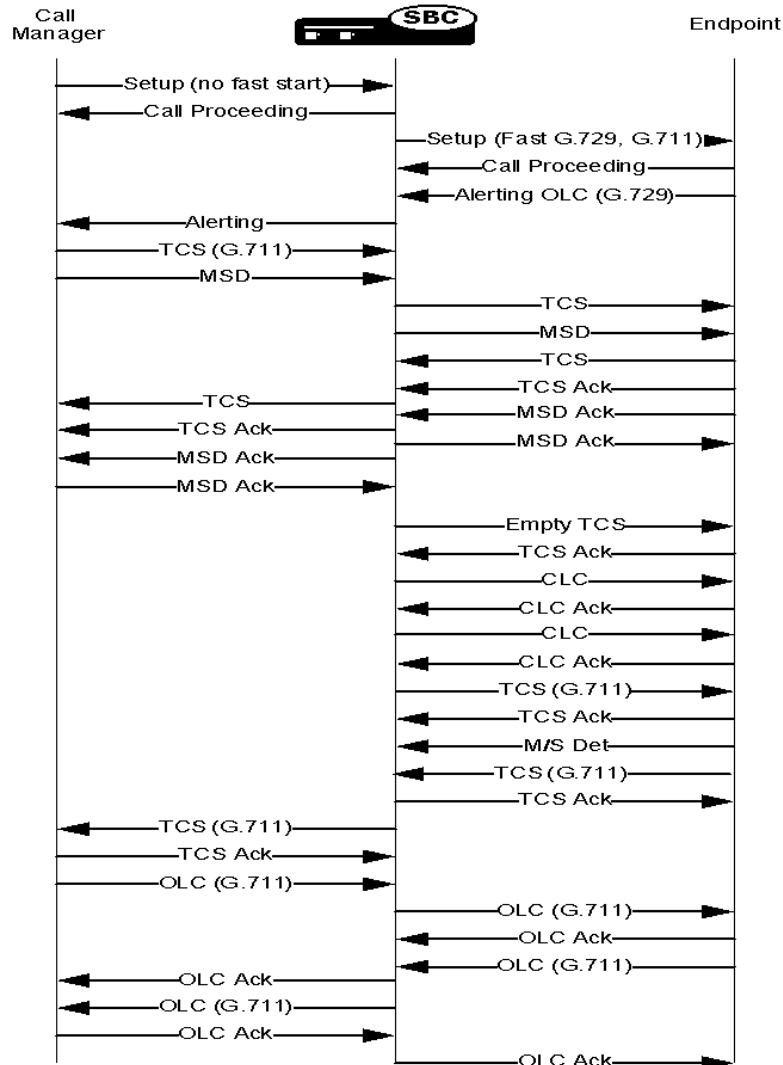 Call
Manager
SBC
Endpoint
Setup (no fast start)
Call Proceeding
Setup (Fast G.729, G.711)
Call Proceeding
Alerting OLC (G.729)
Alerting
TCS (G.711)
MSD
TCS
MSD
TCS
TCS Ack
TCS
MSD Ack
TCS Ack
MSD Ack
MSD Ack
MSD Ack
Empty TCS
TCS Ack
CLC
CLC Ack
CLC
CLC Ack
TCS (G.711)
TCS Ack
M/S Det
TCS (G.711)
TCS Ack
TCS (G.711)
TCS Ack
OLC (G.711)
OLC (G.711)
OLC Ack
OLC (G.711)
OLC Ack
OLC (G.711)
OLC Ack
OLC Ack